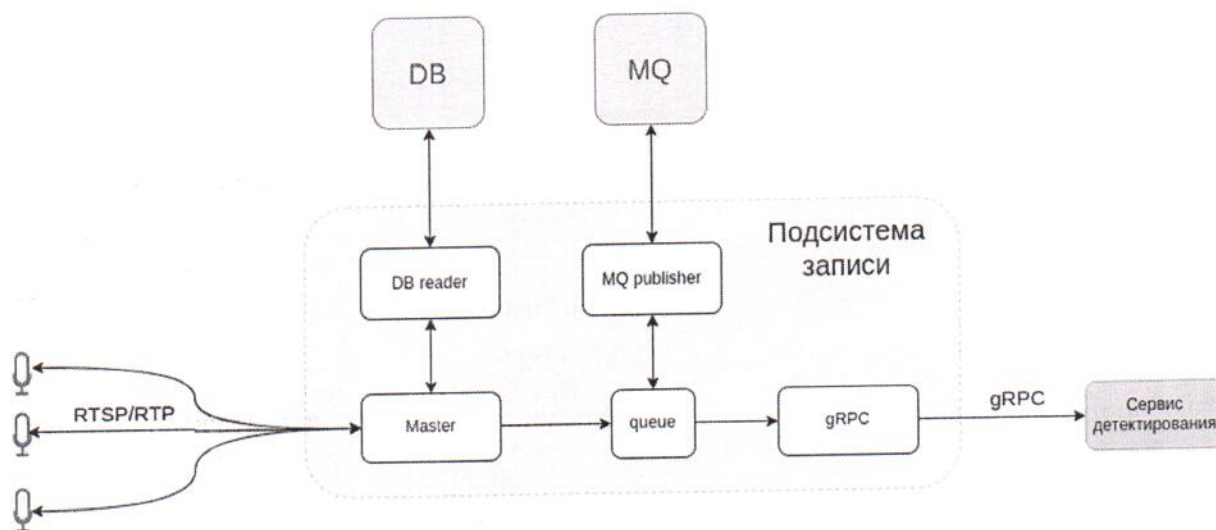 DB
MQ
Подсистема
записи
DB reader
MQ publisher
RTSP/RTP
Master
queue
gRPC
gRPC
Сервис
детектирования